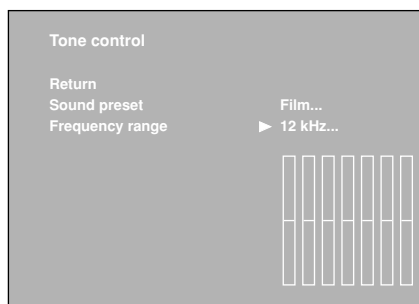 Tone control
Return
Sound preset Film...
Frequency range ▶ 12 kHz...